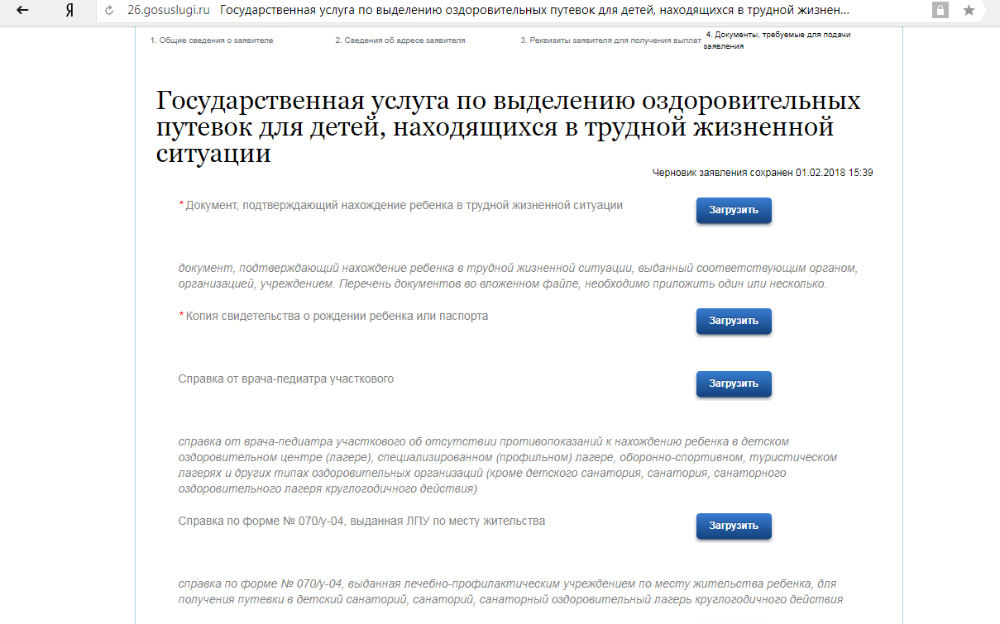 Я
26.gosuslugi.ru Государственная услуга по выделению оздоровительных путевок для детей, находящихся в трудной жизнен...
1. Общие сведения о заявителе
2. Сведения об адресе заявителя
3. Реквизиты заявителя для получения выплат
4. Документы, требуемые для подачи
заявления
Государственная услуга по выделению оздоровительных
путевок для детей, находящихся в трудной жизненной
ситуации
Черновик заявления сохранен 01.02.2018 15:39
* Документ, подтверждающий нахождение ребенка в трудной жизненной ситуации
Загрузить
документ, подтверждающий нахождение ребенка в трудной жизненной ситуации, выданный соответствующим органом,
организацией, учреждением. Перечень документов во вложенном файле, необходимо приложить один или несколько.
* Копия свидетельства о рождении ребенка или паспорта
Загрузить
Справка от врача-педиатра участкового
Загрузить
справка от врача-педиатра участкового об отсутствии противопоказаний к нахождению ребенка в детском
оздоровительном центре (лагере), специализированном (профильном) лагере, оборонно-спортивном, туристическом
лагерях и других типах оздоровительных организаций (кроме детского санатория, санатория, санаторного
оздоровительного лагеря круглогодичного действия)
Справка по форме № 070/у-04, выданная ЛПУ по месту жительства
Загрузить
справка по форме № 070/у-04, выданная лечебно-профилактическим учреждением по месту жительства ребенка, для
получения путевки в детский санаторий, санаторий, санаторный оздоровительный лагерь круглогодичного действия